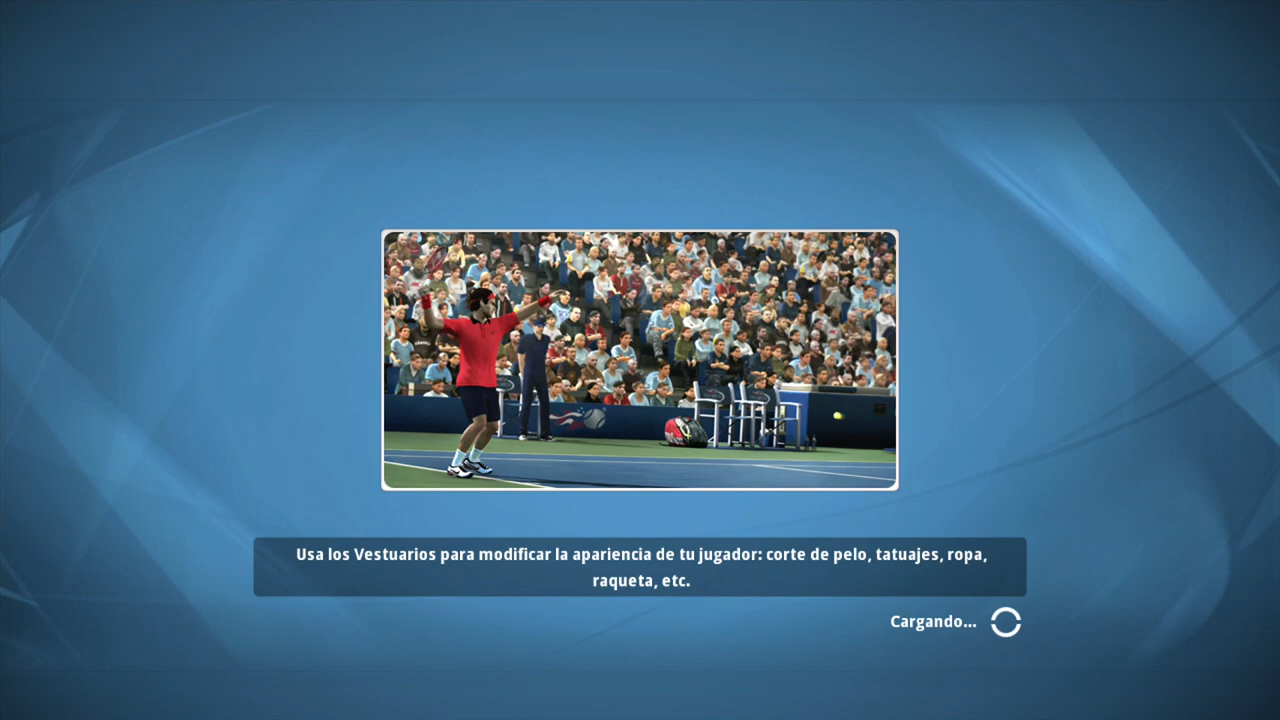 Usa los Vestuarios para modificar la apariencia de tu jugador: corte de pelo, tatuajes, ropa,
raqueta, etc.
Cargando...